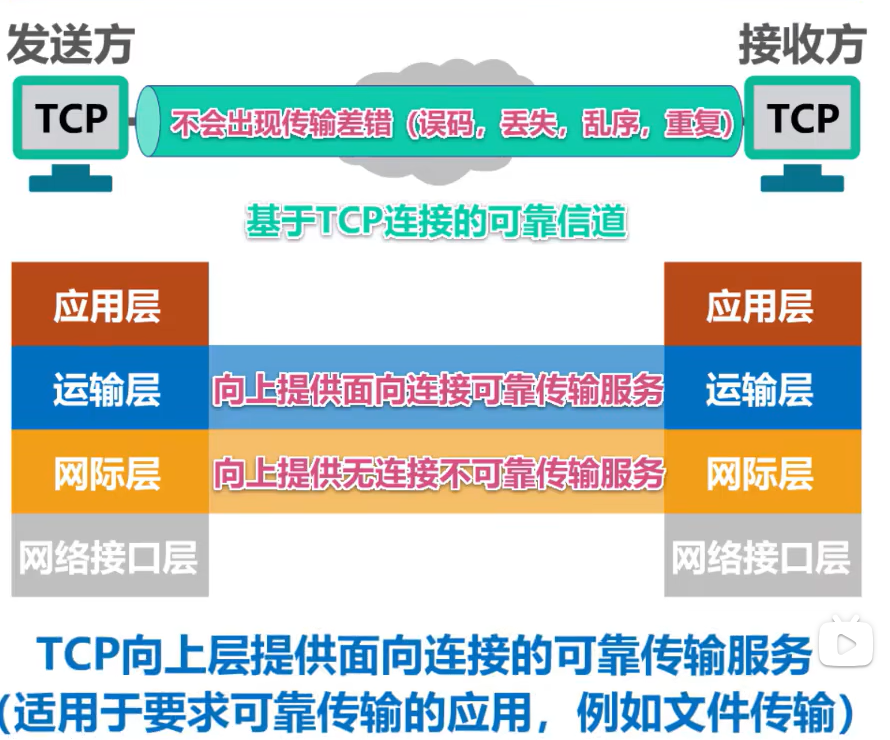 发送方
接收方
TCP
不会出现传输差错（误码，丢失，乱序，重复）
TCP
基于TCP连接的可靠信道
应用层
应用层
运输层
向上提供面向连接可靠传输服务
运输层
网际层
向上提供无连接不可靠传输服务
网际层
网络接口层
网络接口层
TCP向上层提供面向连接的可靠传输服务
（适用于要求可靠传输的应用，例如文件传输）